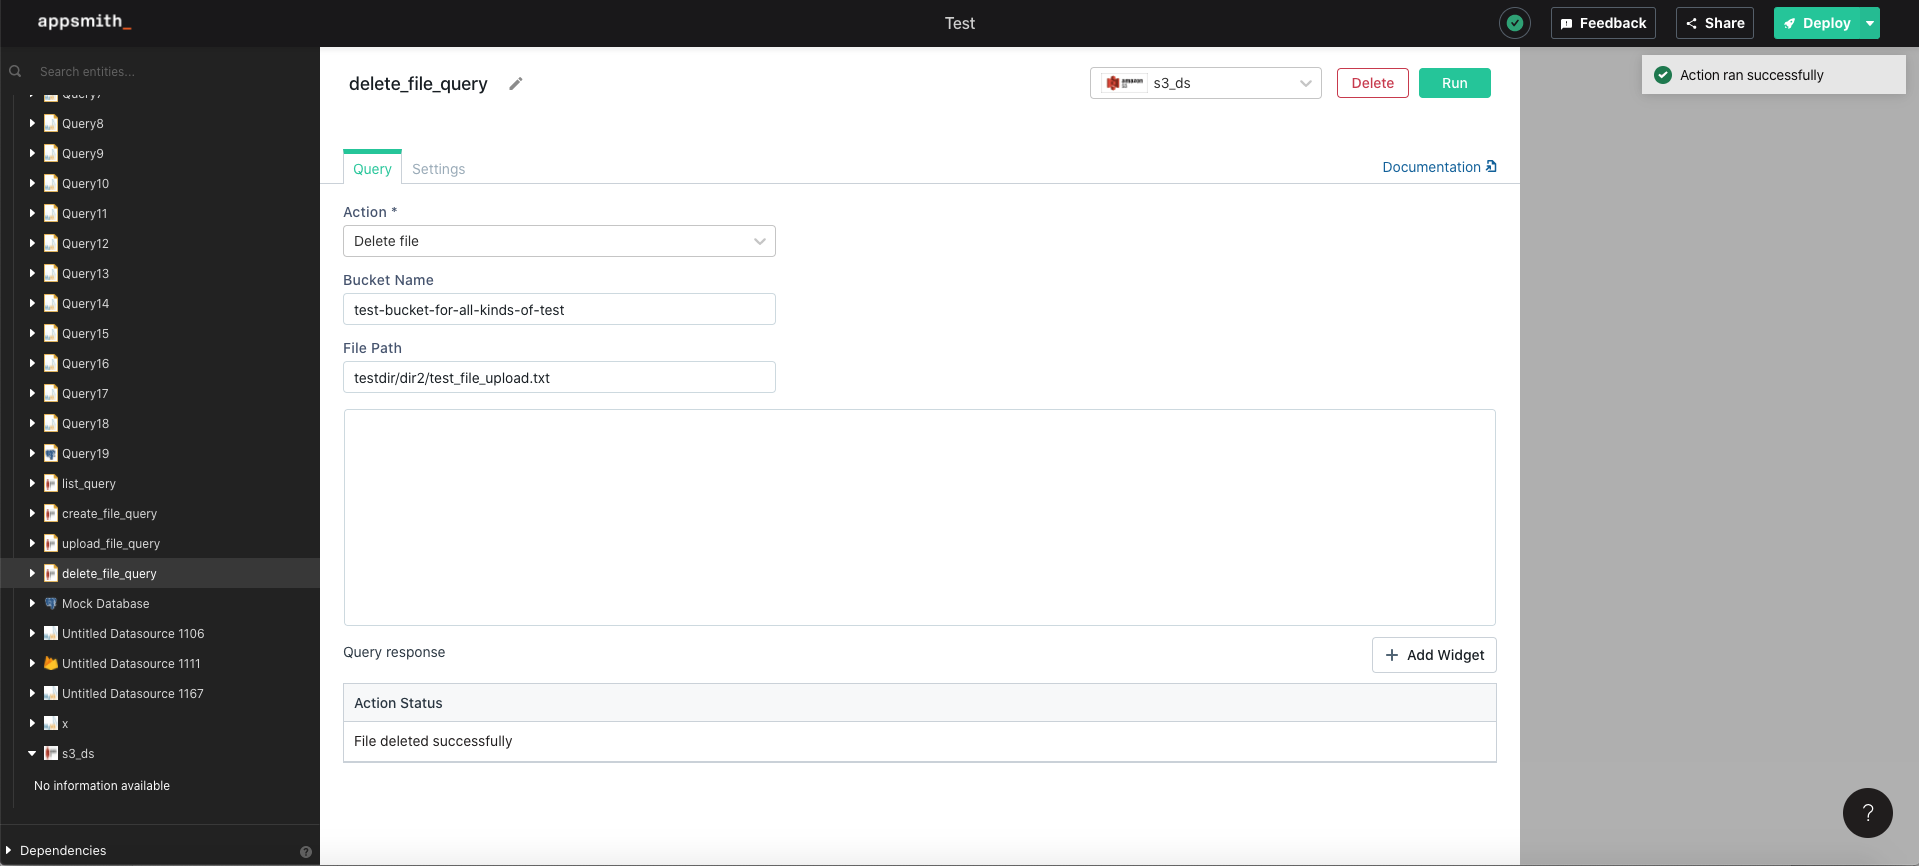 appsmith_
Test
Feedback
Share
Deploy
Search entities...
Query7
Query8
Query9
Query10
Query11
Query12
Query13
Query14
Query15
Query16
Query17
Query18
Query19
list_query
create_file_query
upload_file_query
delete_file_query
Mock Database
Untitled Datasource 1106
Untitled Datasource 1111
Untitled Datasource 1167
x
s3_ds
No information available
Dependencies
?
delete_file_query
amazon
s3_ds
Delete
Run
Action ran successfully
Query
Settings
Documentation
Action *
Delete file
Bucket Name
test-bucket-for-all-kinds-of-test
File Path
testdir/dir2/test_file_upload.txt
Query response
+ Add Widget
Action Status
File deleted successfully
?